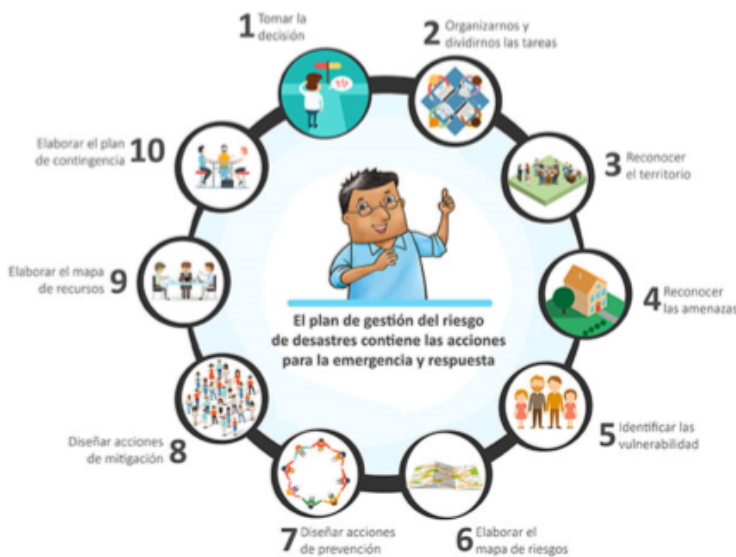 1 Tomar la
decisión
2 Organizarnos y
dividirnos las tareas
3 Reconocer
el territorio
4 Reconocer
las amenazas
5 Identificar las
vulnerabilidad
6 Elaborar el
mapa de riesgos
7 Diseñar acciones
de prevención
Diseñar acciones
de mitigación 8
Elaborar el mapa
de recursos 9
Elaborar el plan
de contingencia 10
El plan de gestión del riesgo
de desastres contiene las acciones
para la emergencia y respuesta